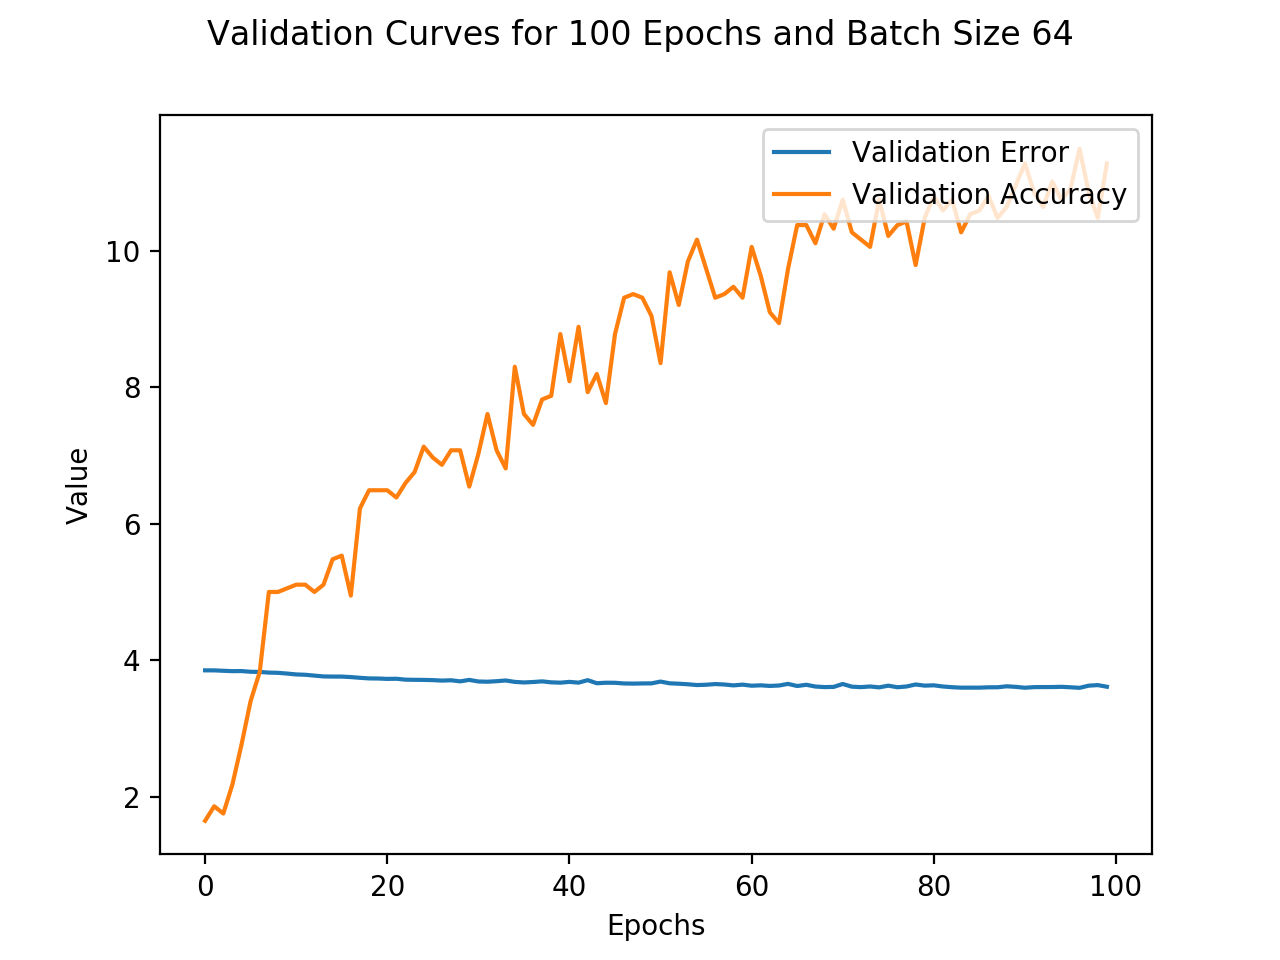 Validation Curves for 100 Epochs and Batch Size 64
Validation Error
Validation Accuracy
10
8
6
4
2
Value
0 20 40 60 80 100
Epochs